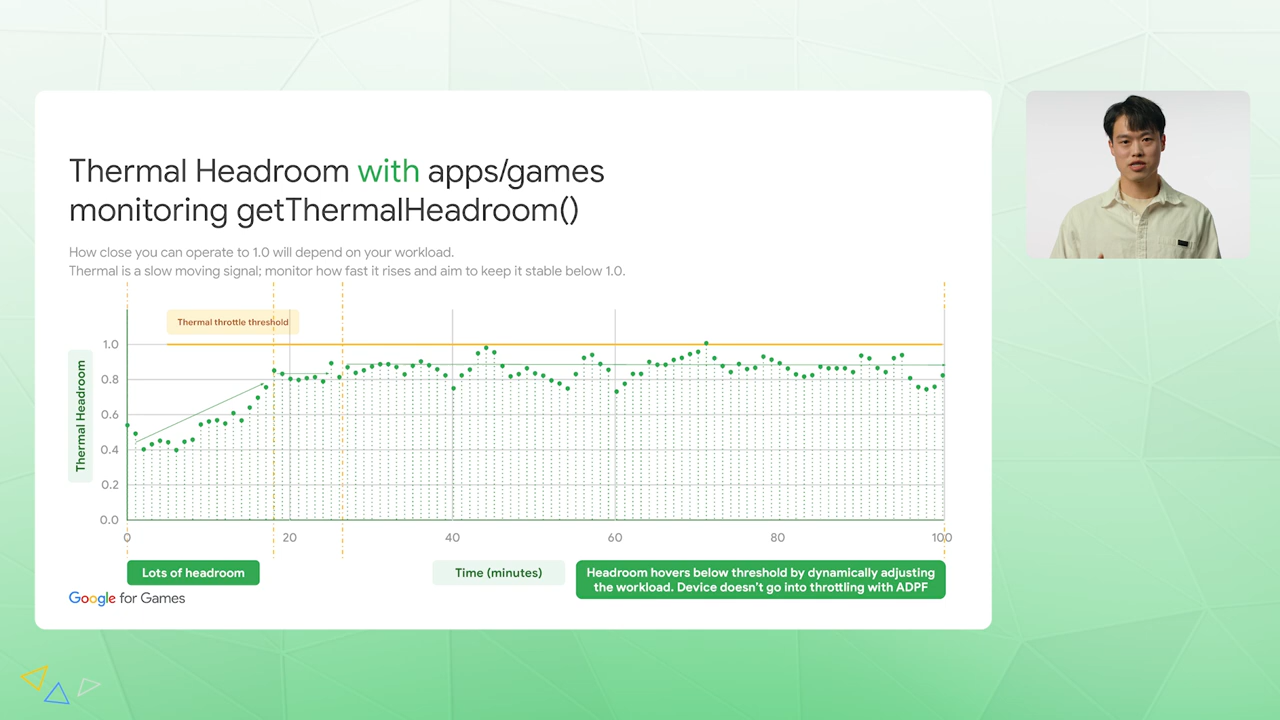 Thermal Headroom with apps/games
monitoring getThermalHeadroom()
How close you can operate to 1.0 will depend on your workload.
Thermal is a slow moving signal; monitor how fast it rises and aim to keep it stable below 1.0.
Thermal throttle threshold
Thermal Headroom
1.0
0.8
0.6
0.4
0.2
0.0
0 20 40 60 80 100
Lots of headroom
Time (minutes)
Headroom hovers below threshold by dynamically adjusting
the workload. Device doesn't go into throttling with ADPF
Google for Games